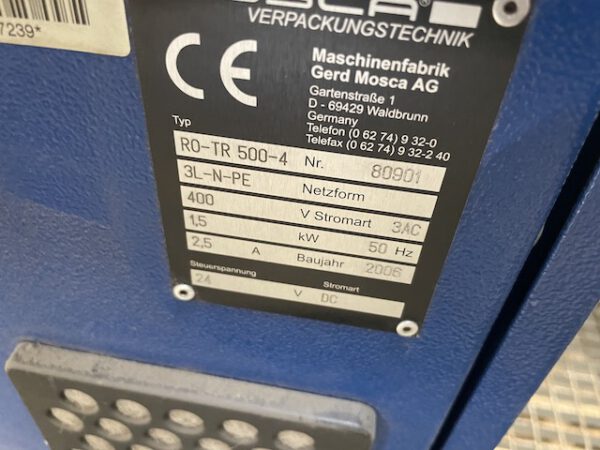 7239*
VERPACKUNGSTECHNIK
CE
Maschinenfabrik
Gerd Mosca AG
Gartenstraße 1
D - 69429 Waldbrunn
Germany
Telefon (0 62 74) 9 32-0
Telefax (0 62 74) 9 32-2 40
Typ RO-TR 500-4 Nr. 80901
3L-N-PE Netzform
400 V Stromart 3AC
1,5 kW 50 Hz
2,5 A Baujahr 2006
Steuerspannung Stromart
24 V DC